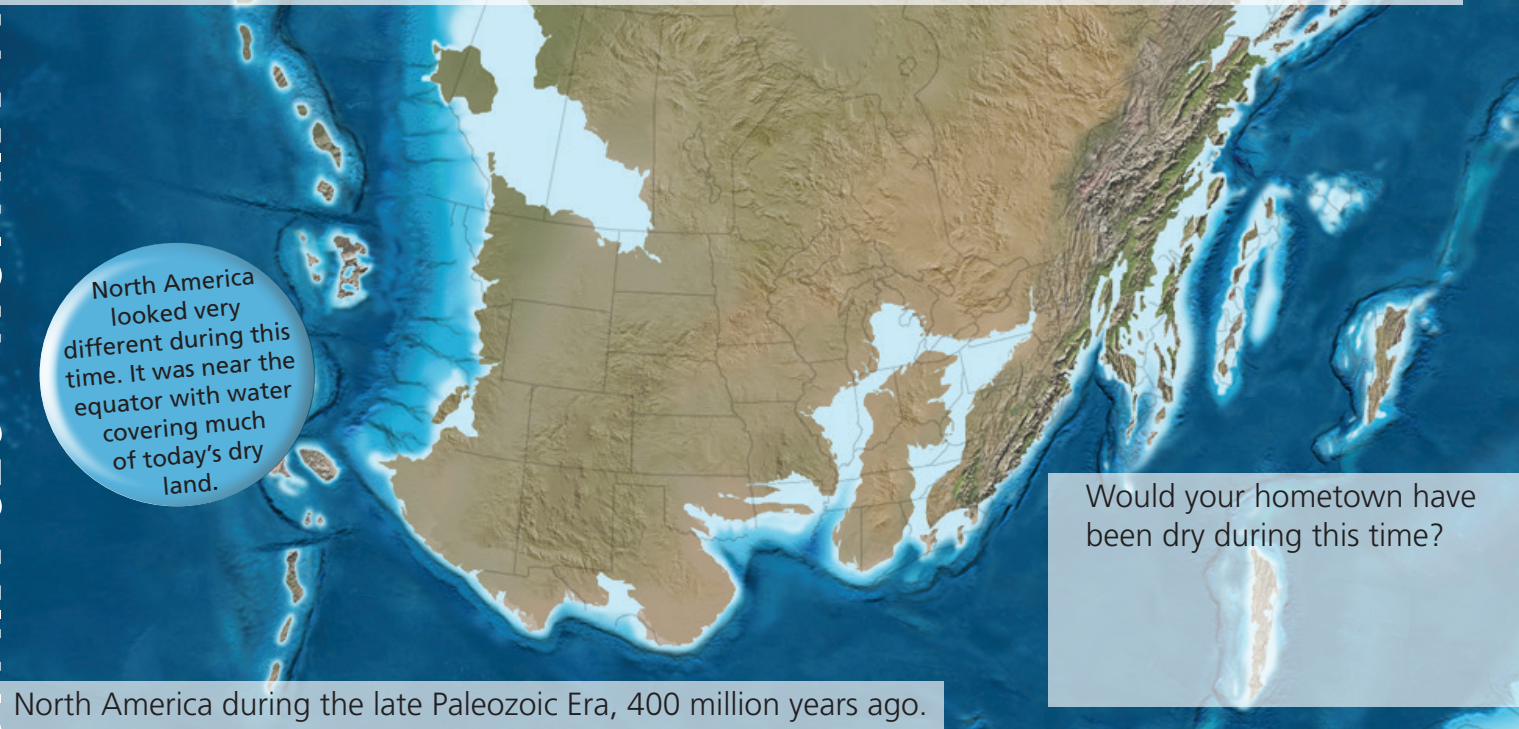 North America
looked very
different during this
time. It was near the
equator with water
covering much
of today's dry
land.
Would your hometown have
been dry during this time?
North America during the late Paleozoic Era, 400 million years ago.